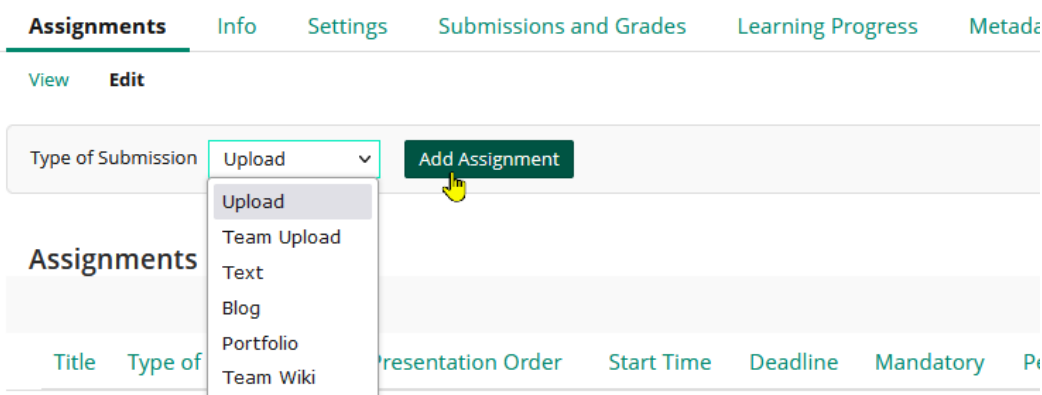 Assignments Info Settings Submissions and Grades Learning Progress
View Edit
Type of Submission Upload Add Assignment
Upload
Team Upload
Assignments
Text
Blog
Portfolio
Title Type of Presentation Order Start Time Deadline Mandatory
Team Wiki